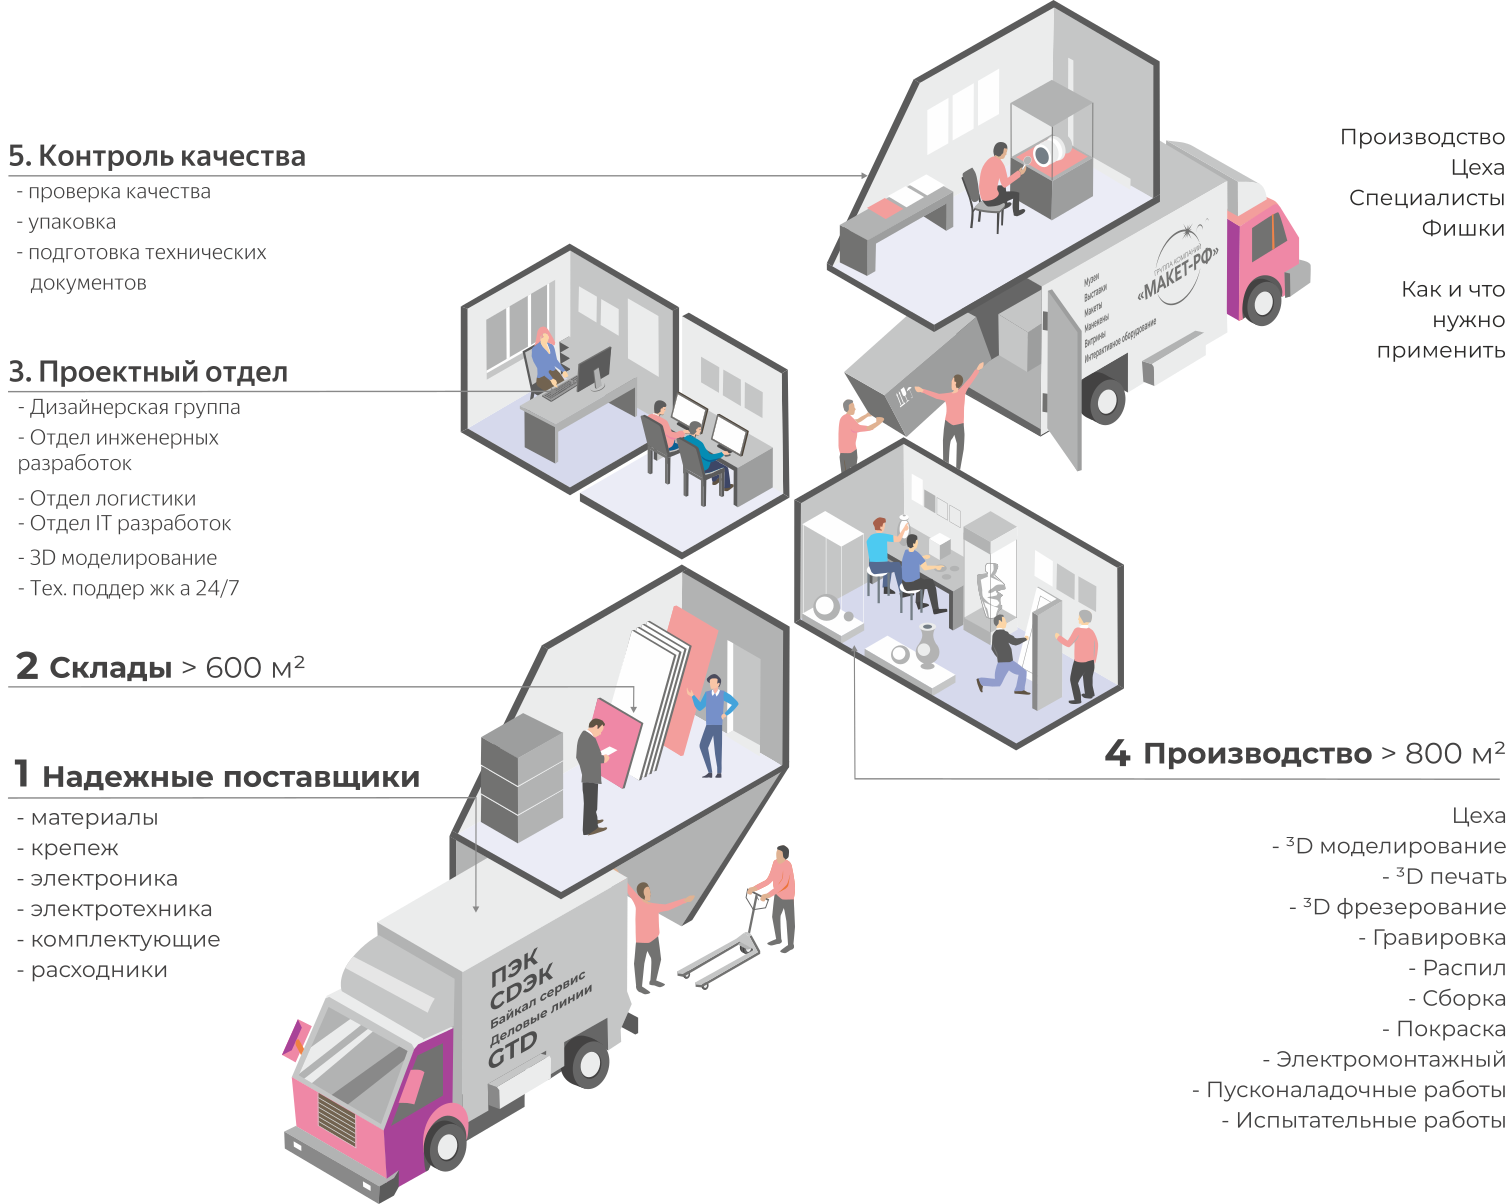 5. Контроль качества
- проверка качества
- упаковка
- подготовка технических
документов
3. Проектный отдел
- Дизайнерская группа
- Отдел инженерных
разработок
- Отдел логистики
- Отдел IT разработок
- 3D моделирование
- Тех. поддер жк а 24/7
2 Склады > 600 м²
1 Надежные поставщики
- материалы
- крепеж
- электроника
- электротехника
- комплектующие
- расходники
ПЭК
CDЭК
Байкал сервис
Деловые линии
GTD
ГРУППА КОМПАНИЙ
«МАКЕТ-РФ»
Музеи
Выставки
Макеты
Манекены
Витрины
Интерактивное оборудование
Производство
Цеха
Специалисты
Фишки
Как и что
нужно
применить
4 Производство > 800 м²
Цеха
- ³D моделирование
- ³D печать
- ³D фрезерование
- Гравировка
- Распил
- Сборка
- Покраска
- Электромонтажный
- Пусконаладочные работы
- Испытательные работы